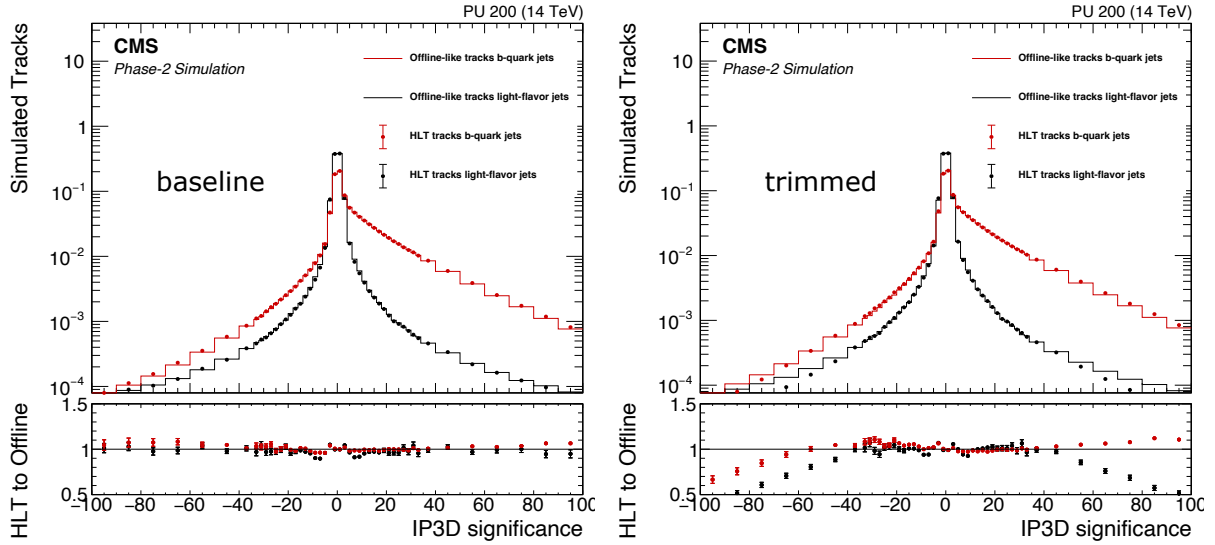 PU 200 (14 TeV)
CMS
Phase-2 Simulation
Offline-like tracks b-quark jets
Offline-like tracks light-flavor jets
HLT tracks b-quark jets
HLT tracks light-flavor jets
baseline
Simulated Tracks
10
1
10⁻¹
10⁻²
10⁻³
10⁻⁴
HLT to Offline
1.5
1
0.5
−100 −80 −60 −40 −20 0 20 40 60 80 100
IP3D significance
PU 200 (14 TeV)
CMS
Phase-2 Simulation
Offline-like tracks b-quark jets
Offline-like tracks light-flavor jets
HLT tracks b-quark jets
HLT tracks light-flavor jets
trimmed
Simulated Tracks
10
1
10⁻¹
10⁻²
10⁻³
10⁻⁴
HLT to Offline
1.5
1
0.5
−100 −80 −60 −40 −20 0 20 40 60 80 100
IP3D significance